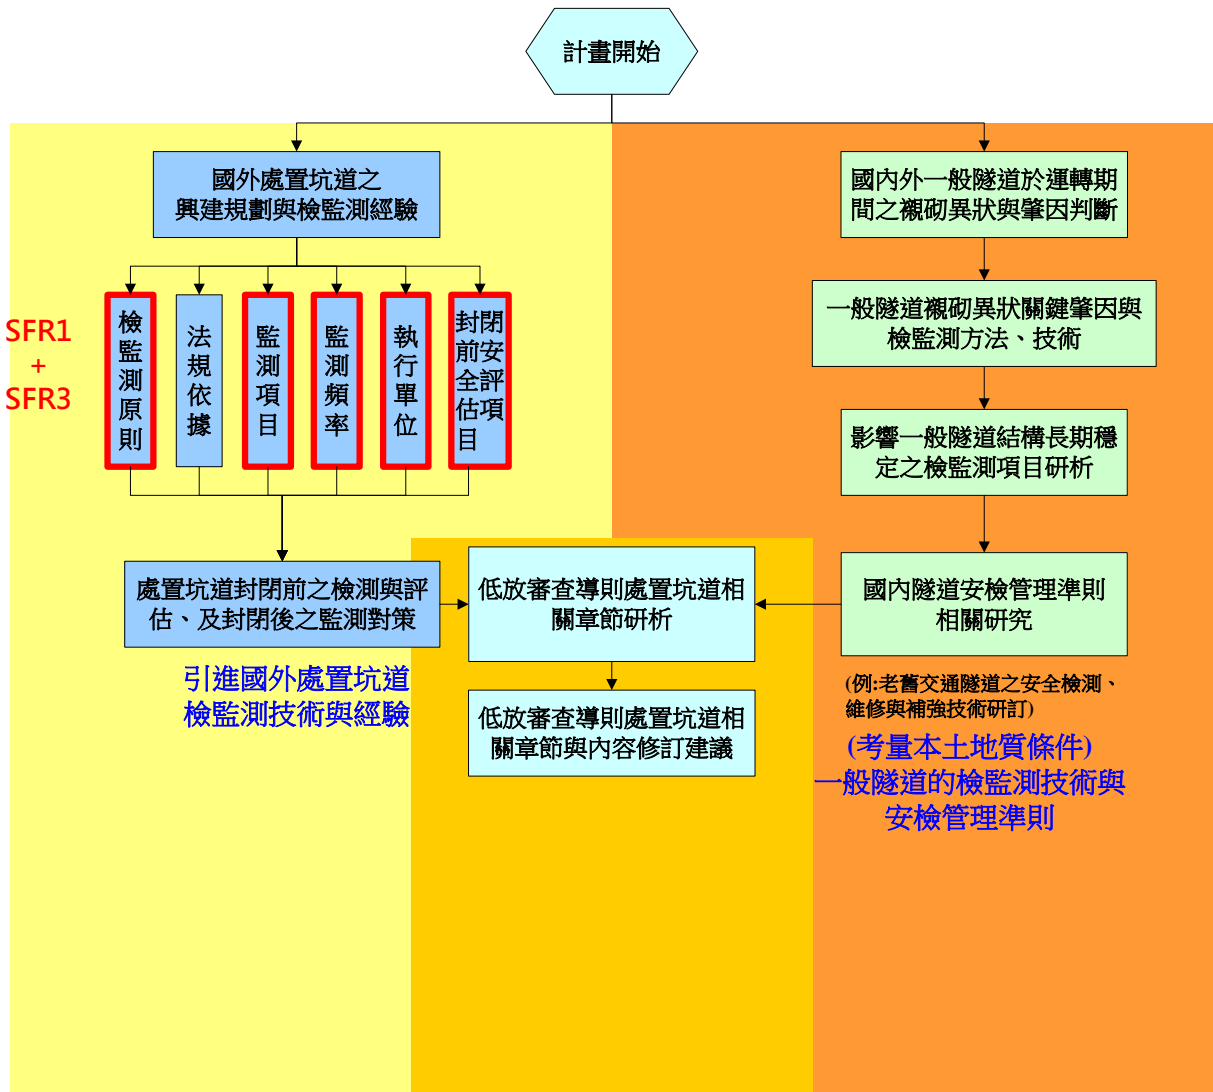 計畫開始
國外處置坑道之
興建規劃與檢監測經驗
SFR1
+
SFR3
檢監測原則
法規依據
監測項目
監測頻率
執行單位
封閉前安全評估項目
處置坑道封閉前之檢測與評
估、及封閉後之監測對策
引進國外處置坑道
檢監測技術與經驗
低放審查導則處置坑道相
關章節研析
低放審查導則處置坑道相
關章節與內容修訂建議
國內外一般隧道於運轉期
間之襯砌異狀與肇因判斷
一般隧道襯砌異狀關鍵肇因與
檢監測方法、技術
影響一般隧道結構長期穩
定之檢監測項目研析
國內隧道安檢管理準則
相關研究
(例:老舊交通隧道之安全檢測、
維修與補強技術研訂)
(考量本土地質條件)
一般隧道的檢監測技術與
安檢管理準則